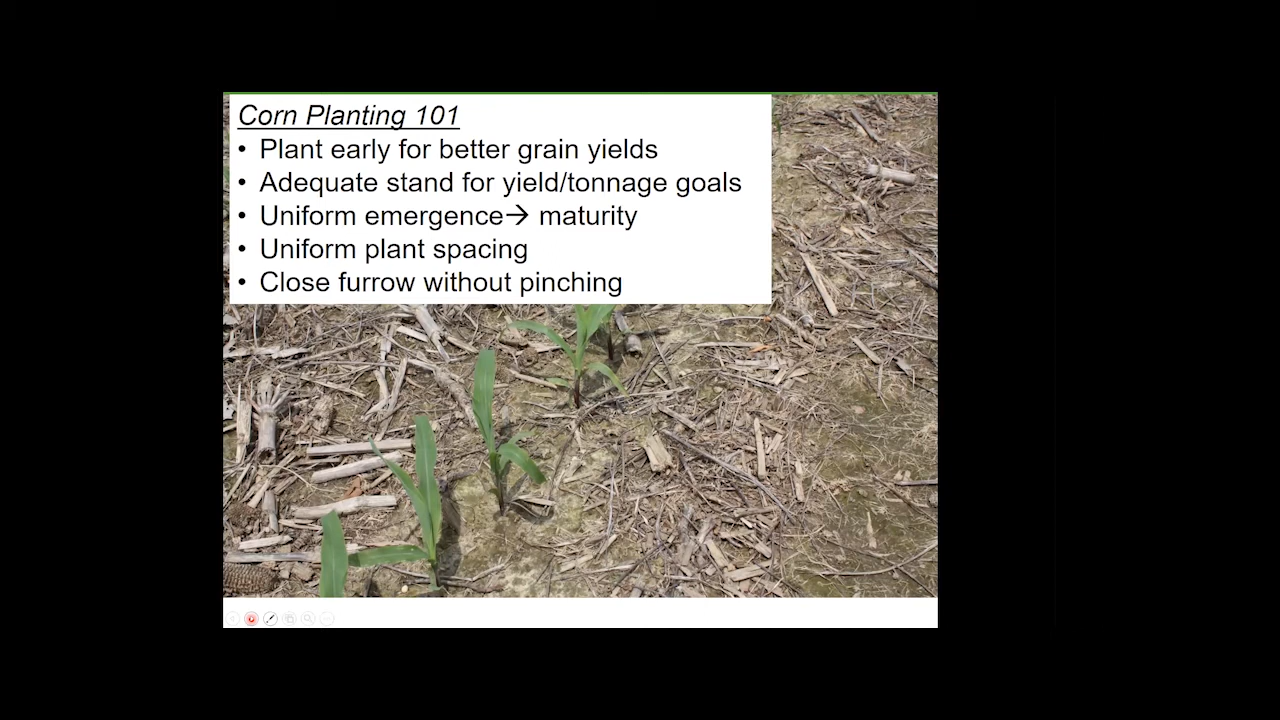 Corn Planting 101
• Plant early for better grain yields
• Adequate stand for yield/tonnage goals
• Uniform emergence→ maturity
• Uniform plant spacing
• Close furrow without pinching